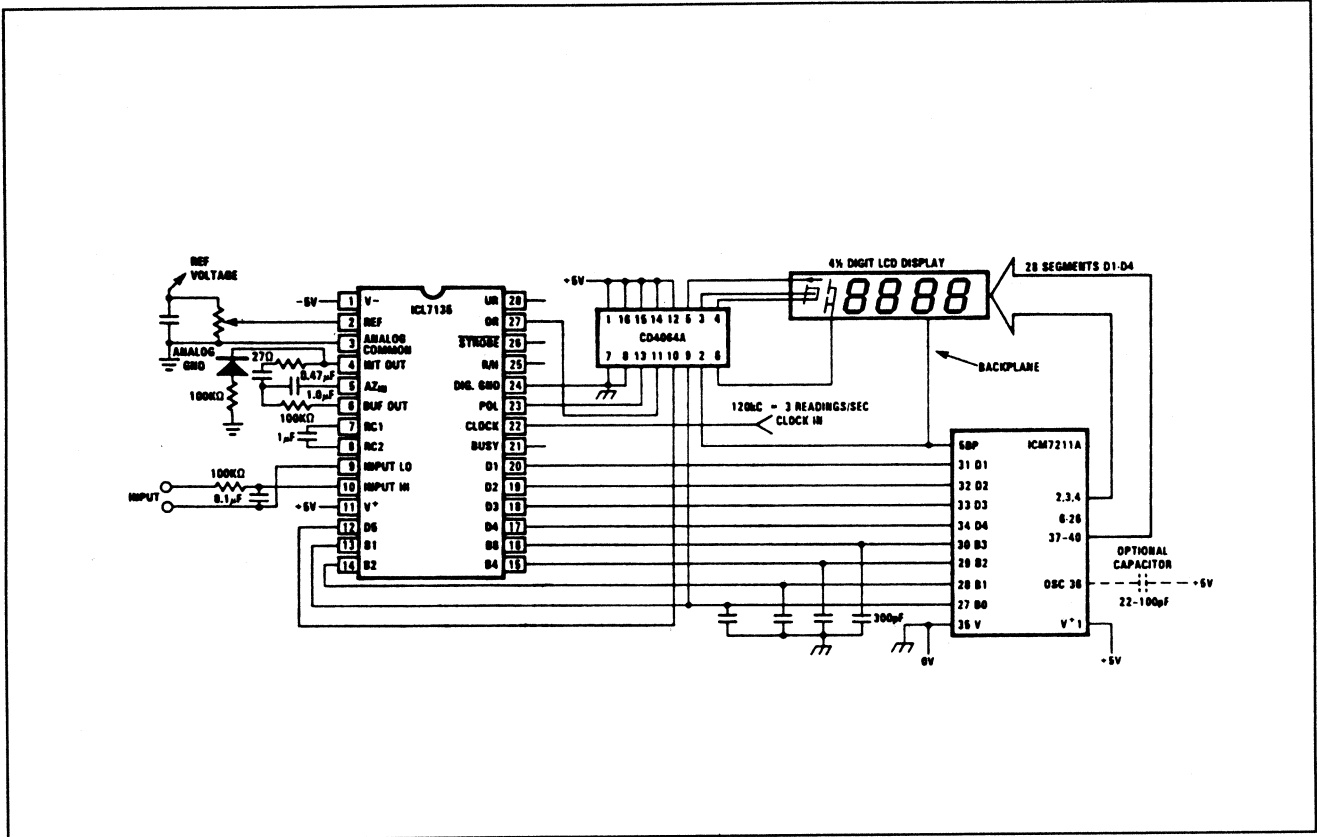 REF
VOLTAGE
ANALOG
GND
27Ω
0.47µF
1.0µF
100KΩ
100KΩ
1µF
100KΩ
0.1µF
INPUT
-5V
+5V
ICL7135
1 V-
2 REF
3 ANALOG
COMMON
4 INT OUT
5 AZIN
6 BUF OUT
7 RC1
8 RC2
9 INPUT LO
10 INPUT HI
11 V+
12 D5
13 B1
14 B2
UR 28
OR 27
STROBE 26
R/H 25
DIG. GND 24
POL 23
CLOCK 22
BUSY 21
D1 20
D2 19
D3 18
D4 17
B8 16
B4 15
+5V
1 16 15 14 12 5 3 4
CD4054A
7 8 13 11 10 9 2 6
4½ DIGIT LCD DISPLAY
8888
28 SEGMENTS D1-D4
BACKPLANE
120kC = 3 READINGS/SEC
CLOCK IN
300pF
ICM7211A
5BP
31 D1
32 D2
33 D3
34 D4
30 B3
29 B2
28 B1
27 B0
35 V
2,3,4
6-26
37-40
OSC 36
V+ 1
0V
OPTIONAL
CAPACITOR
22-100pF
+5V
+5V